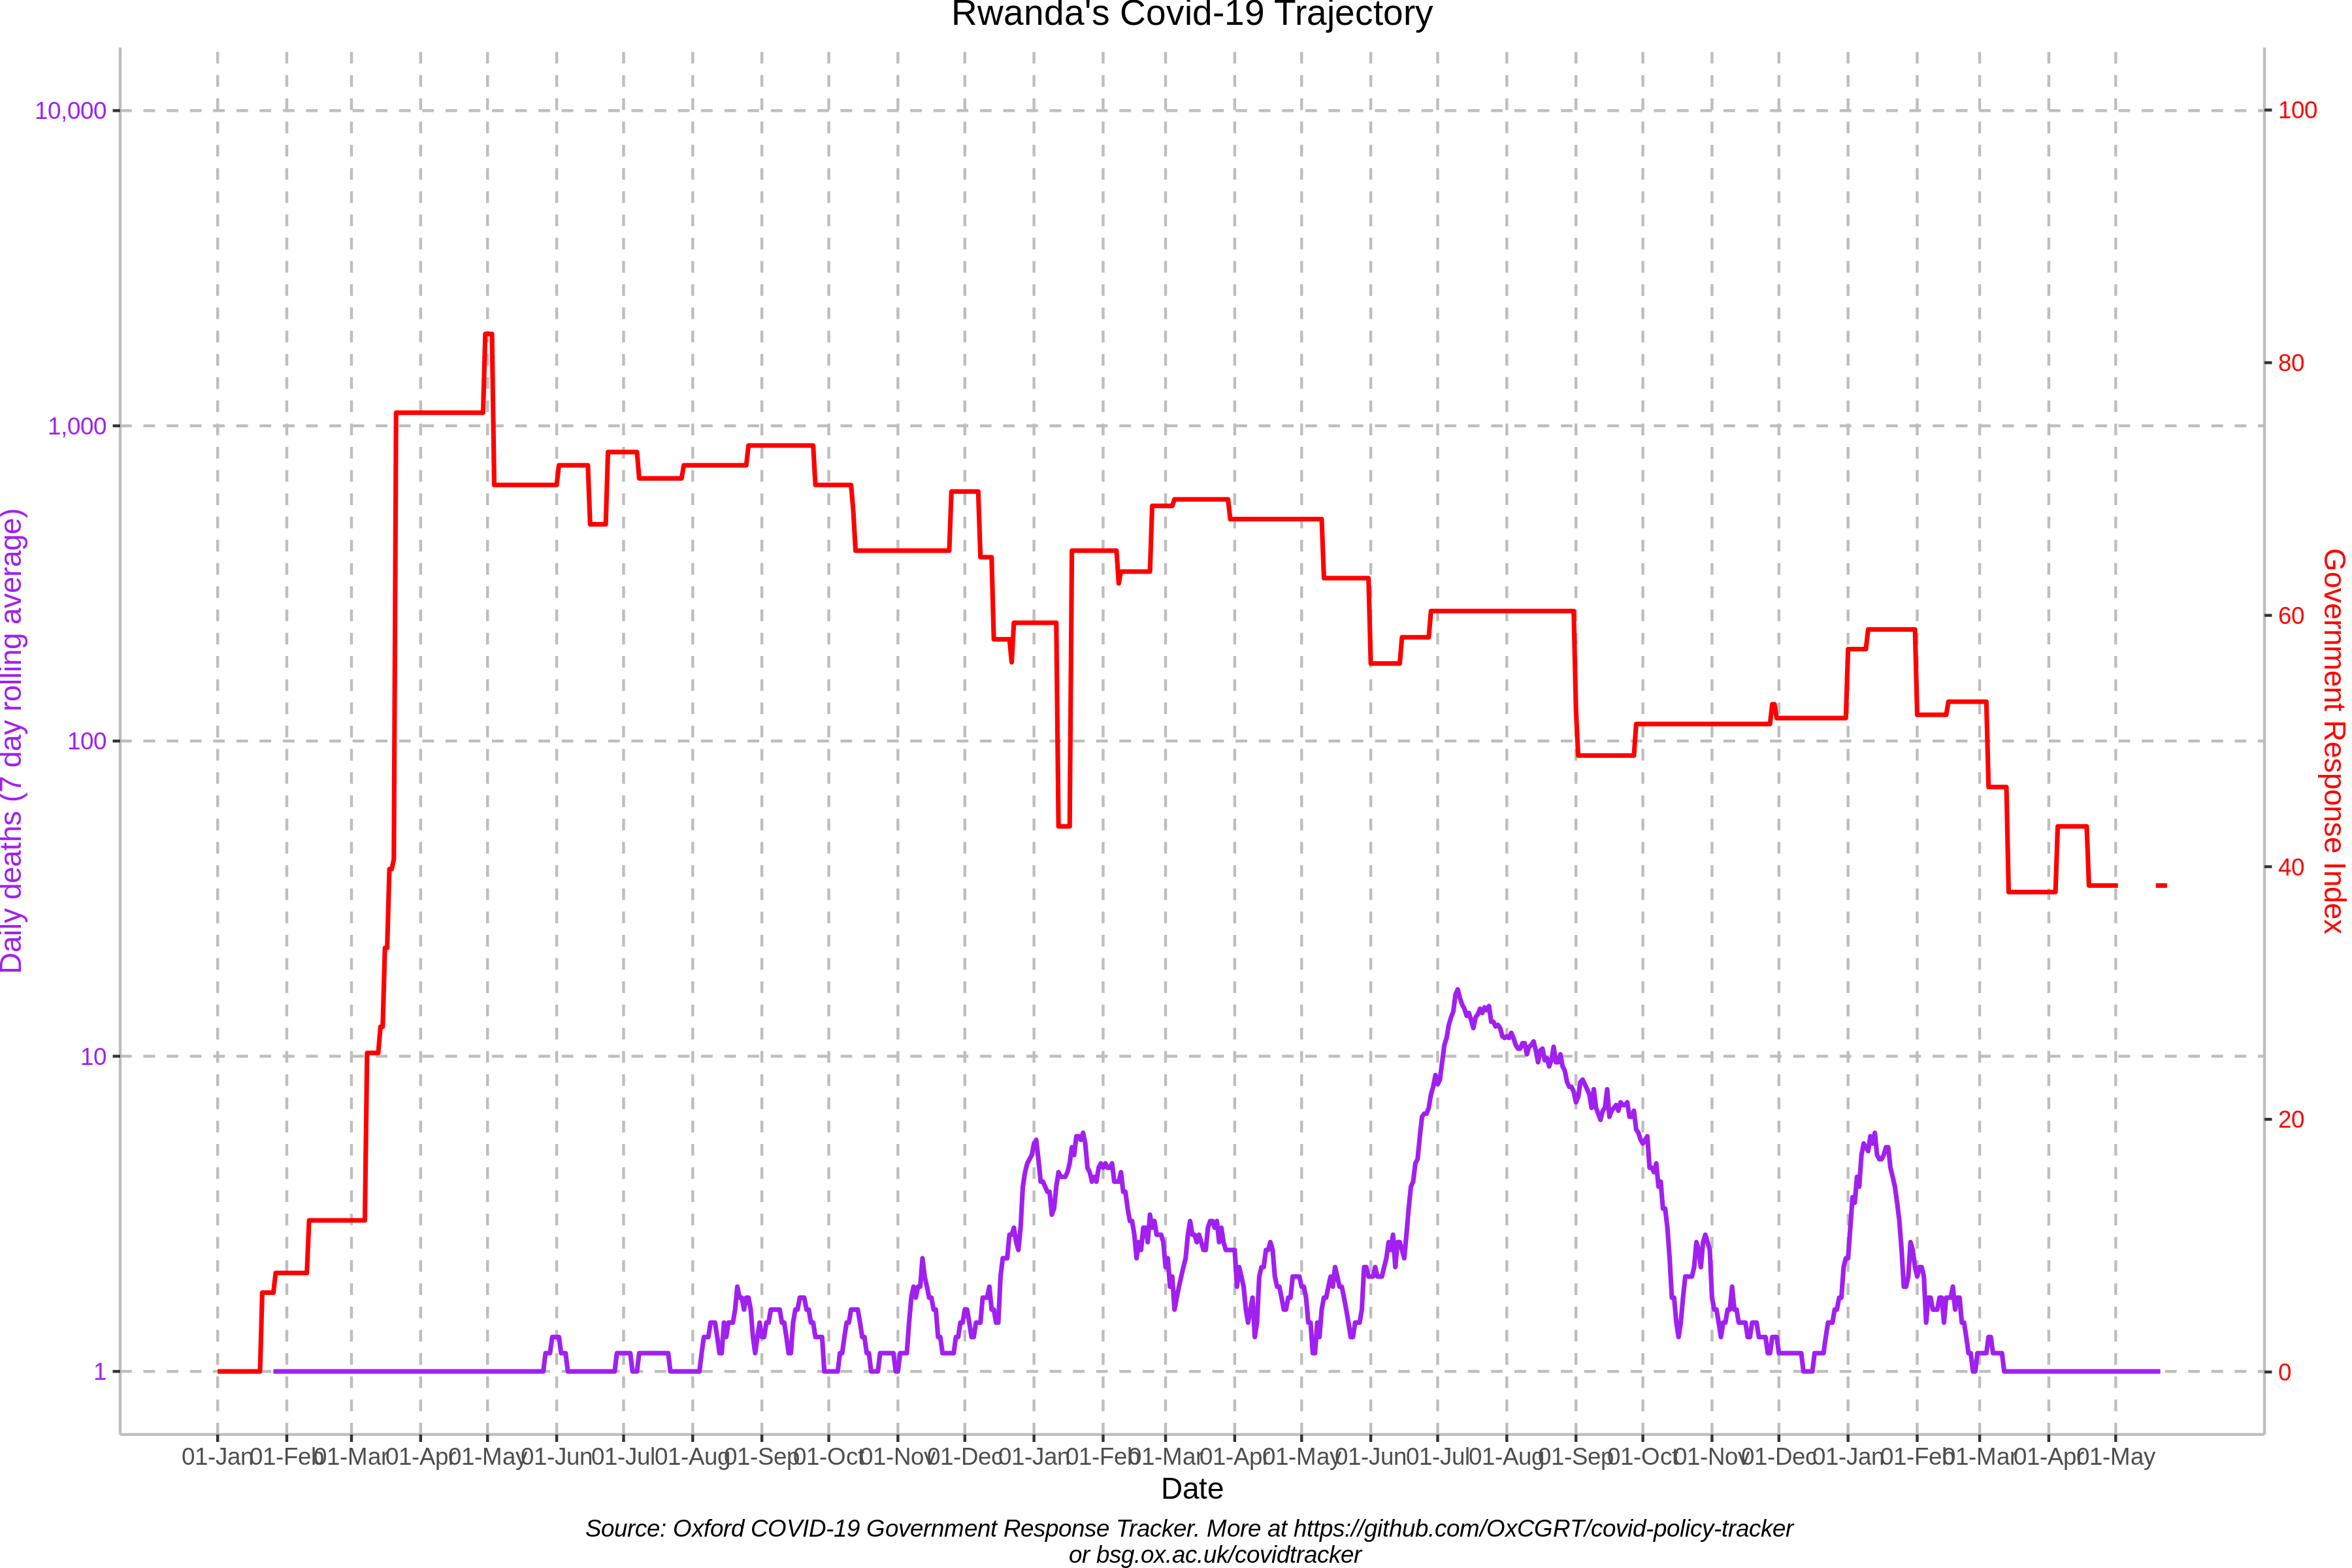 Rwanda's Covid-19 Trajectory
10,000
1,000
100
10
1
Daily deaths (7 day rolling average)
100
80
60
40
20
0
Government Response Index
01-Jan 01-Feb 01-Mar 01-Apr 01-May 01-Jun 01-Jul 01-Aug 01-Sep 01-Oct 01-Nov 01-Dec 01-Jan 01-Feb 01-Mar 01-Apr 01-May 01-Jun 01-Jul 01-Aug 01-Sep 01-Oct 01-Nov 01-Dec 01-Jan 01-Feb 01-Mar 01-Apr 01-May
Date
Source: Oxford COVID-19 Government Response Tracker. More at https://github.com/OxCGRT/covid-policy-tracker
or bsg.ox.ac.uk/covidtracker